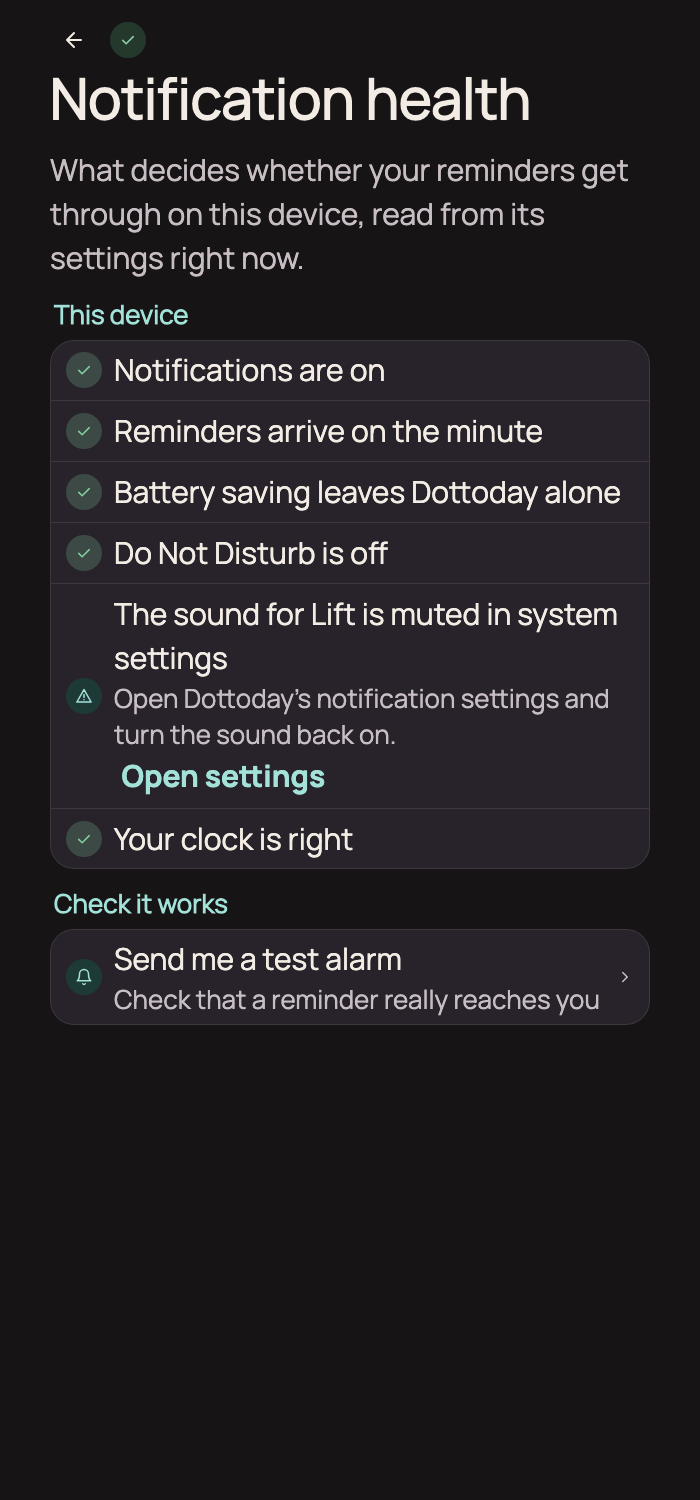 Notification health
What decides whether your reminders get
through on this device, read from its
settings right now.
This device
Notifications are on
Reminders arrive on the minute
Battery saving leaves Dottoday alone
Do Not Disturb is off
The sound for Lift is muted in system
settings
Open Dottoday’s notification settings and
turn the sound back on.
Open settings
Your clock is right
Check it works
Send me a test alarm
Check that a reminder really reaches you